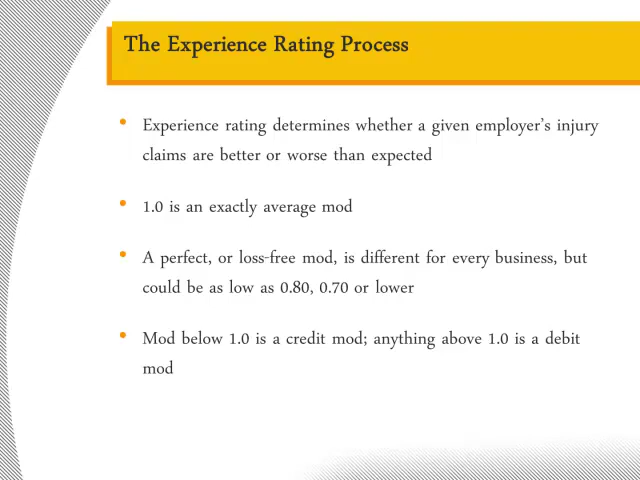 The Experience Rating Process
• Experience rating determines whether a given employer’s injury
claims are better or worse than expected
• 1.0 is an exactly average mod
• A perfect, or loss-free mod, is different for every business, but
could be as low as 0.80, 0.70 or lower
• Mod below 1.0 is a credit mod; anything above 1.0 is a debit
mod